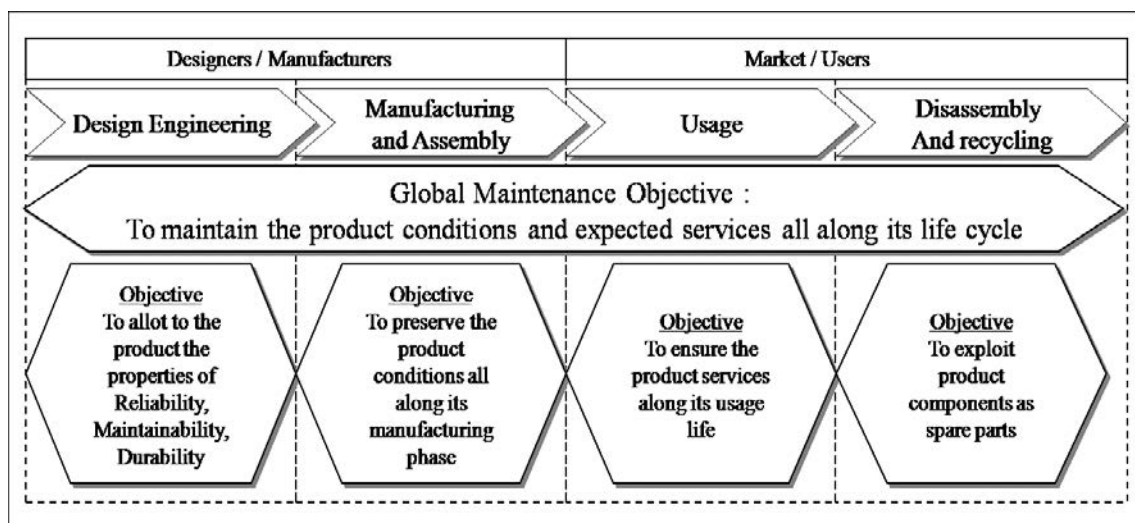 Designers / Manufacturers
Market / Users
Design Engineering
Manufacturing
and Assembly
Usage
Disassembly
And recycling
Global Maintenance Objective :
To maintain the product conditions and expected services all along its life cycle
Objective
To allot to the
product the
properties of
Reliability,
Maintainability,
Durability
Objective
To preserve the
product
conditions all
along its
manufacturing
phase
Objective
To ensure the
product services
along its usage
life
Objective
To exploit
product
components as
spare parts